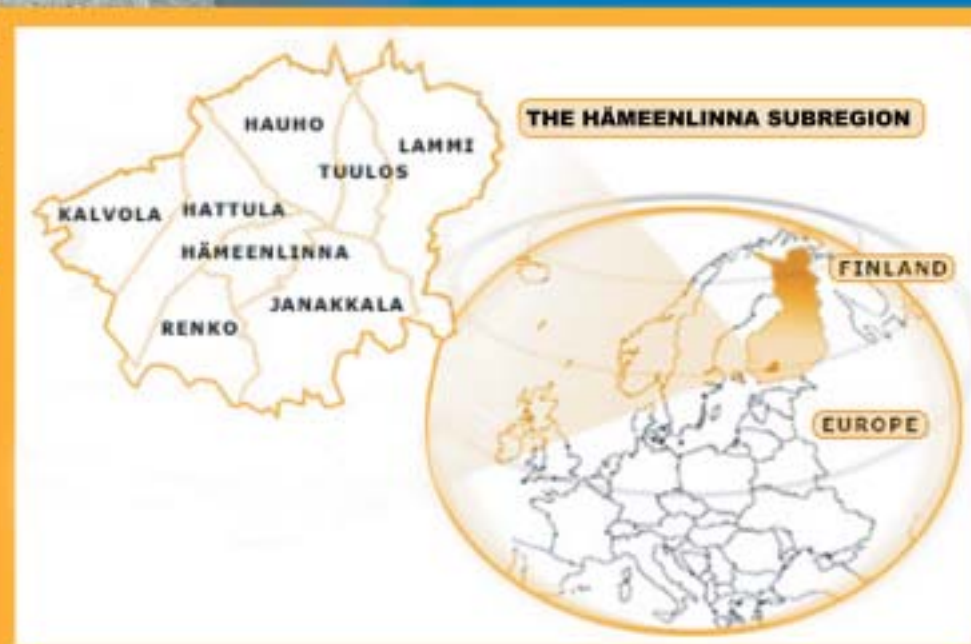 THE HÄMEENLINNA SUBREGION
HAUHO
LAMMI
TUULOS
KALVOLA
HATTULA
HÄMEENLINNA
JANAKKALA
RENKO
FINLAND
EUROPE